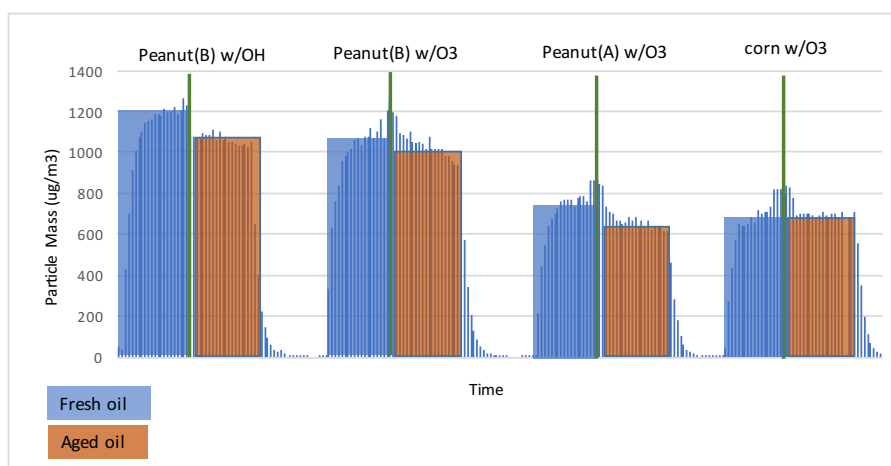 Peanut(B) w/OH
Peanut(B) w/O3
Peanut(A) w/O3
corn w/O3
1400
1200
1000
800
600
400
200
0
Particle Mass (ug/m3)
Time
Fresh oil
Aged oil